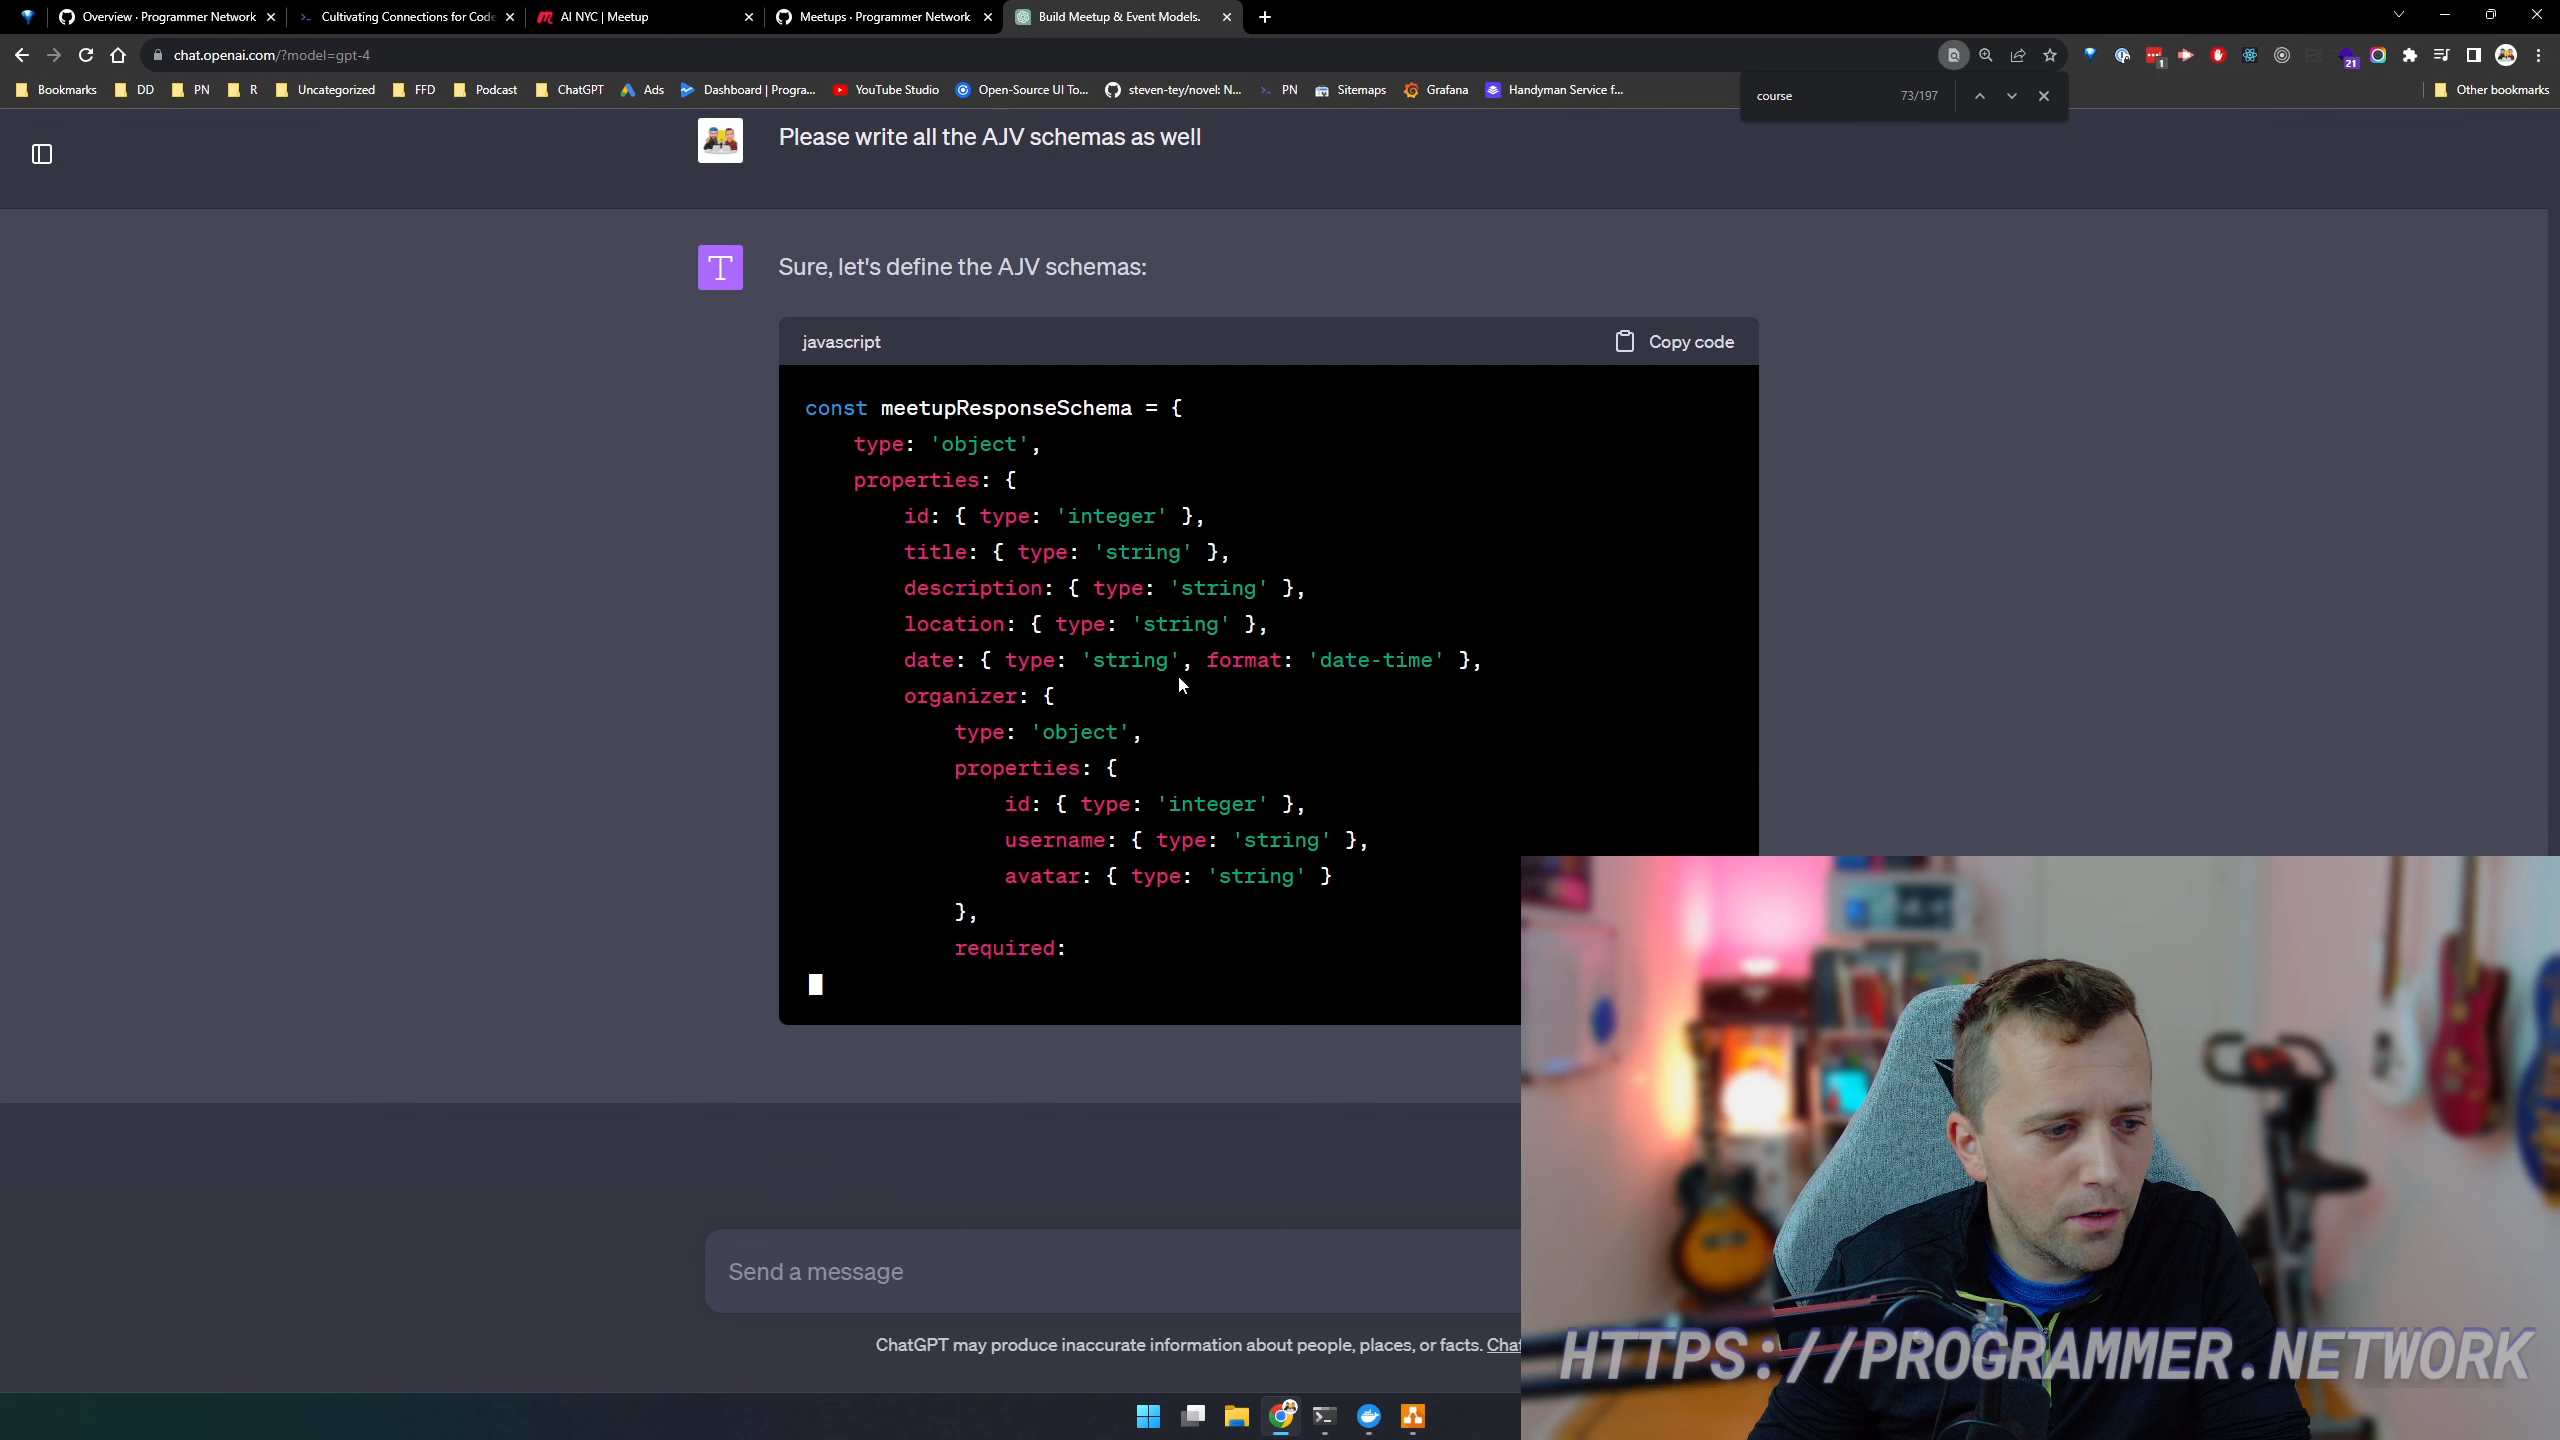 Overview · Programmer Network
Cultivating Connections for Code
AI NYC | Meetup
Meetups · Programmer Network
Build Meetup & Event Models.
chat.openai.com/?model=gpt-4
1
21
Bookmarks
DD
PN
R
Uncategorized
FFD
Podcast
ChatGPT
Ads
Dashboard | Progra...
YouTube Studio
Open-Source UI To...
steven-tey/novel: N...
PN
Sitemaps
Grafana
Handyman Service f...
Other bookmarks
course
73/197
Please write all the AJV schemas as well
T
Sure, let's define the AJV schemas:
javascript
Copy code
const meetupResponseSchema = {
type: 'object',
properties: {
id: { type: 'integer' },
title: { type: 'string' },
description: { type: 'string' },
location: { type: 'string' },
date: { type: 'string', format: 'date-time' },
organizer: {
type: 'object',
properties: {
id: { type: 'integer' },
username: { type: 'string' },
avatar: { type: 'string' }
},
required:
Send a message
ChatGPT may produce inaccurate information about people, places, or facts. Chat
HTTPS://PROGRAMMER.NETWORK